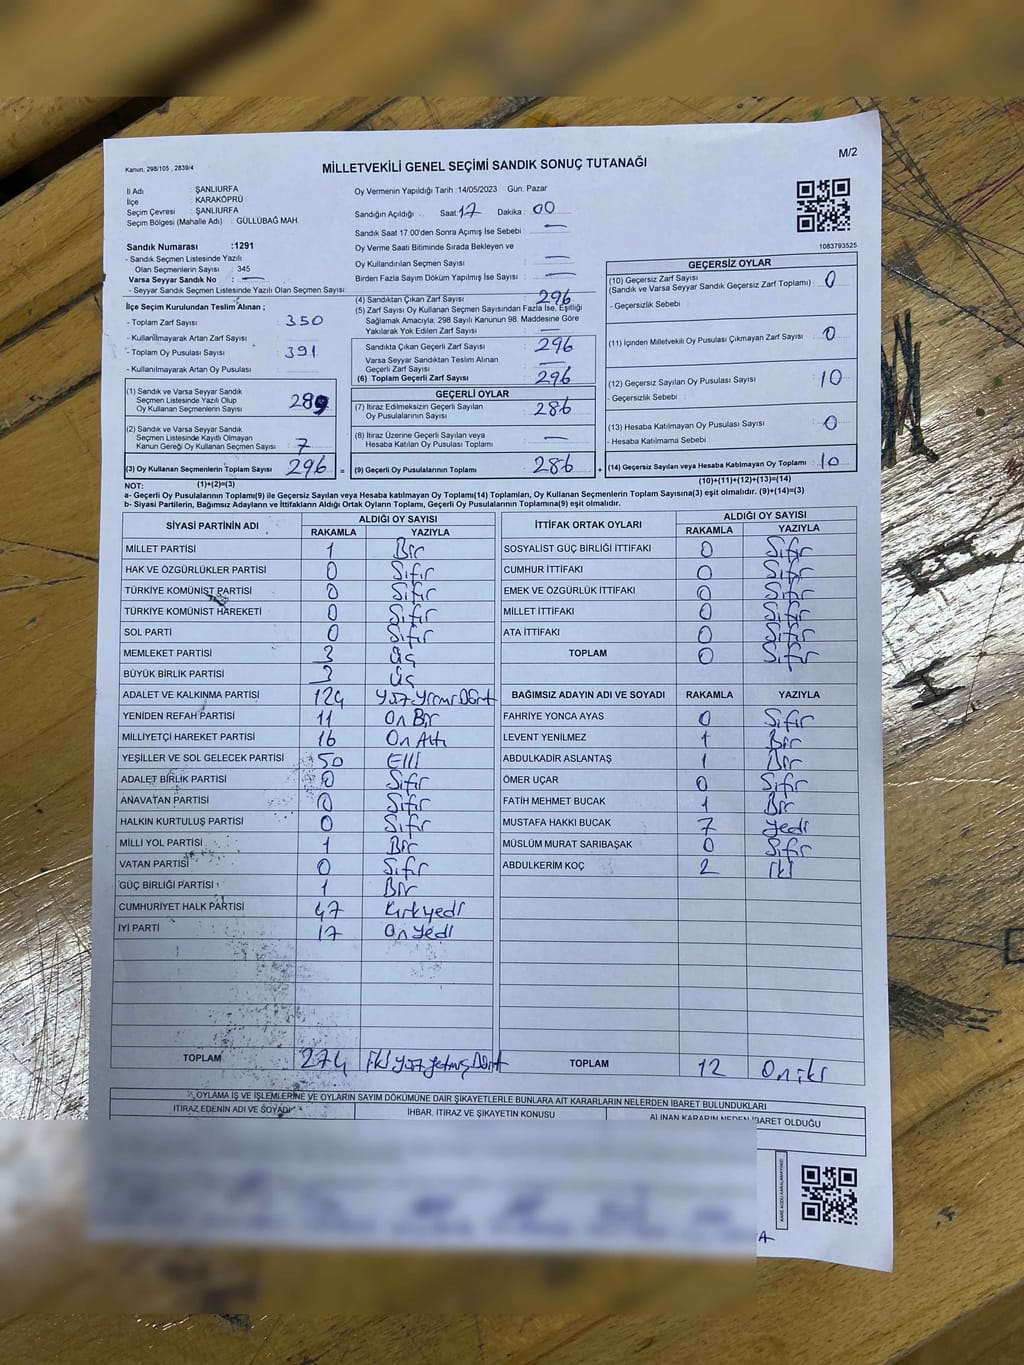 Kanun, 298/105 , 2839/4
MİLLETVEKİLİ GENEL SEÇİMİ SANDIK SONUÇ TUTANAĞI
M/2
İl Adı : ŞANLIURFA
İlçe : KARAKÖPRÜ
Seçim Çevresi : ŞANLIURFA
Seçim Bölgesi (Mahalle Adı) : GÜLLÜBAĞ MAH.
Sandık Numarası :1291
- Sandık Seçmen Listesinde Yazılı
Olan Seçmenlerin Sayısı : 345
Varsa Seyyar Sandık No : —
- Seyyar Sandık Seçmen Listesinde Yazılı Olan Seçmen Sayısı
Oy Vermenin Yapıldığı Tarih :14/05/2023 Gün: Pazar
Sandığın Açıldığı : Saat: 17 Dakika : 00
Sandık Saat 17.00'den Sonra Açımış İse Sebebi : —
Oy Verme Saati Bitiminde Sırada Bekleyen ve
Oy Kullandırılan Seçmen Sayısı : —
Birden Fazla Sayım Döküm Yapılmış İse Sayısı : —
1083793525
İlçe Seçim Kurulundan Teslim Alınan ;
- Toplam Zarf Sayısı : 350
- Kullanılmayarak Artan Zarf Sayısı :
- Toplam Oy Pusulası Sayısı : 391
- Kullanılmayarak Artan Oy Pusulası :
(1) Sandık ve Varsa Seyyar Sandık
Seçmen Listesinde Yazılı Olup
Oy Kullanan Seçmenlerin Sayısı : 289
(2) Sandık ve Varsa Seyyar Sandık
Seçmen Listesinde Kayıtlı Olmayan
Kanun Gereği Oy Kullanan Seçmen Sayısı : 7
(3) Oy Kullanan Seçmenlerin Toplam Sayısı : 296 =
(1)+(2)=(3)
(4) Sandıktan Çıkan Zarf Sayısı : 296
(5) Zarf Sayısı Oy Kullanan Seçmen Sayısından Fazla İse, Eşitliği
Sağlamak Amacıyla; 298 Sayılı Kanunun 98. Maddesine Göre
Yakılarak Yok Edilen Zarf Sayısı : —
Sandıkta Çıkan Geçerli Zarf Sayısı : 296
Varsa Seyyar Sandıktan Teslim Alınan
Geçerli Zarf Sayısı : —
(6) Toplam Geçerli Zarf Sayısı : 296
GEÇERLİ OYLAR
(7) İtiraz Edilmeksizin Geçerli Sayılan
Oy Pusulalarının Sayısı : 286
(8) İtiraz Üzerine Geçerli Sayılan veya
Hesaba Katılan Oy Pusulası Toplamı : —
(9) Geçerli Oy Pusulalarının Toplamı : 286 +
GEÇERSİZ OYLAR
(10) Geçersiz Zarf Sayısı
(Sandık ve Varsa Seyyar Sandık Geçersiz Zarf Toplamı) : 0
- Geçersizlik Sebebi :
(11) İçinden Milletvekili Oy Pusulası Çıkmayan Zarf Sayısı : 0
(12) Geçersiz Sayılan Oy Pusulası Sayısı : 10
- Geçersizlik Sebebi :
(13) Hesaba Katılmayan Oy Pusulası Sayısı : 0
- Hesaba Katılmama Sebebi :
(14) Geçersiz Sayılan veya Hesaba Katılmayan Oy Toplamı : 10
(10)+(11)+(12)+(13)=(14)
NOT:
a- Geçerli Oy Pusulalarının Toplamı(9) ile Geçersiz Sayılan veya Hesaba katılmayan Oy Toplamı(14) Toplamları, Oy Kullanan Seçmenlerin Toplam Sayısına(3) eşit olmalıdır. (9)+(14)=(3)
b- Siyasi Partilerin, Bağımsız Adayların ve İttifakların Aldığı Ortak Oyların Toplamı, Geçerli Oy Pusulalarının Toplamına(9) eşit olmalıdır.
SİYASİ PARTİNİN ADI ALDIĞI OY SAYISI
RAKAMLA YAZIYLA
MİLLET PARTİSİ 1 Bir
HAK VE ÖZGÜRLÜKLER PARTİSİ 0 Sıfır
TÜRKİYE KOMÜNİST PARTİSİ 0 Sıfır
TÜRKİYE KOMÜNİST HAREKETİ 0 Sıfır
SOL PARTİ 0 Sıfır
MEMLEKET PARTİSİ 3 Üç
BÜYÜK BİRLİK PARTİSİ 3 Üç
ADALET VE KALKINMA PARTİSİ 124 Yüz Yirmi Dört
YENİDEN REFAH PARTİSİ 11 On Bir
MİLLİYETÇİ HAREKET PARTİSİ 16 On Altı
YEŞİLLER VE SOL GELECEK PARTİSİ 50 Elli
ADALET BİRLİK PARTİSİ 0 Sıfır
ANAVATAN PARTİSİ 0 Sıfır
HALKIN KURTULUŞ PARTİSİ 0 Sıfır
MİLLİ YOL PARTİSİ 1 Bir
VATAN PARTİSİ 0 Sıfır
GÜÇ BİRLİĞİ PARTİSİ 1 Bir
CUMHURİYET HALK PARTİSİ 47 Kırkyedi
İYİ PARTİ 17 On Yedi
TOPLAM 274 İki Yüz Yetmiş Dört
İTTİFAK ORTAK OYLARI ALDIĞI OY SAYISI
RAKAMLA YAZIYLA
SOSYALİST GÜÇ BİRLİĞİ İTTİFAKI 0 Sıfır
CUMHUR İTTİFAKI 0 Sıfır
EMEK VE ÖZGÜRLÜK İTTİFAKI 0 Sıfır
MİLLET İTTİFAKI 0 Sıfır
ATA İTTİFAKI 0 Sıfır
TOPLAM 0 Sıfır
BAĞIMSIZ ADAYIN ADI VE SOYADI RAKAMLA YAZIYLA
FAHRİYE YONCA AYAS 0 Sıfır
LEVENT YENİLMEZ 1 Bir
ABDULKADİR ASLANTAŞ 1 Bir
ÖMER UÇAR 0 Sıfır
FATİH MEHMET BUCAK 1 Bir
MUSTAFA HAKKI BUCAK 7 Yedi
MÜSLÜM MURAT SARIBAŞAK 0 Sıfır
ABDULKERİM KOÇ 2 İki
TOPLAM 12 Oniki
OYLAMA İŞ VE İŞLEMLERİNE VE OYLARIN SAYIM DÖKÜMÜNE DAİR ŞİKAYETLERLE BUNLARA AİT KARARLARIN NELERDEN İBARET BULUNDUKLARI
İTİRAZ EDENİN ADI VE SOYADI İHBAR, İTİRAZ VE ŞİKAYETİN KONUSU ALINAN KARARIN NEDEN İBARET OLDUĞU